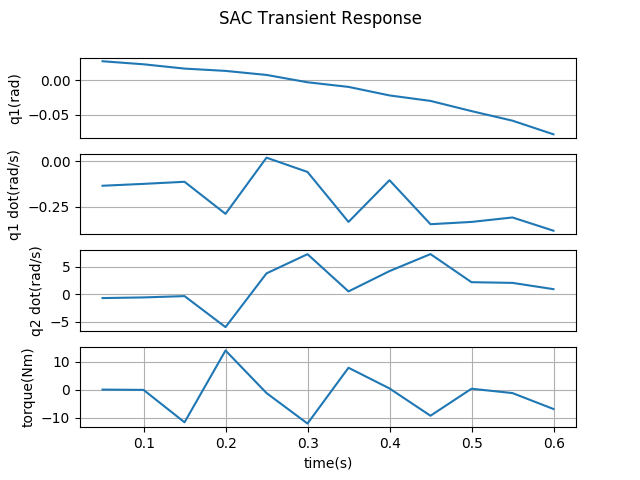 SAC Transient Response
q1(rad)
0.00
−0.05
q1 dot(rad/s)
0.00
−0.25
q2 dot(rad/s)
5
0
−5
torque(Nm)
10
0
−10
0.1 0.2 0.3 0.4 0.5 0.6
time(s)